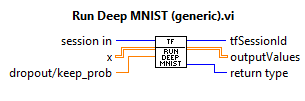 Run Deep MNIST (generic).vi
session in
TF
tfSessionId
x
RUN
outputValues
DEEP
dropout/keep_prob
MNIST
return type